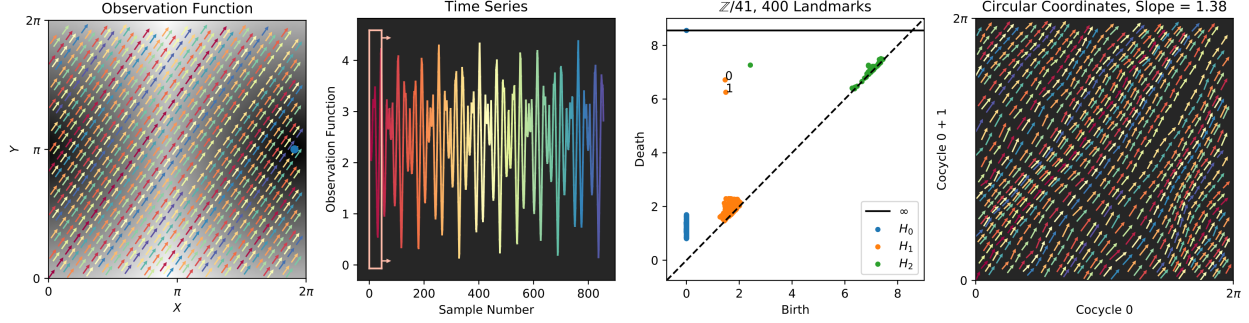 Observation Function
2π
π
0
Y
0
π
2π
X
Time Series
4
3
2
1
0
Observation Function
0
200
400
600
800
Sample Number
ℤ/41, 400 Landmarks
8
6
4
2
0
Death
0
1
∞
H₀
H₁
H₂
0
2
4
6
8
Birth
Circular Coordinates, Slope = 1.38
2π
0
Cocycle 0 + 1
0
2π
Cocycle 0